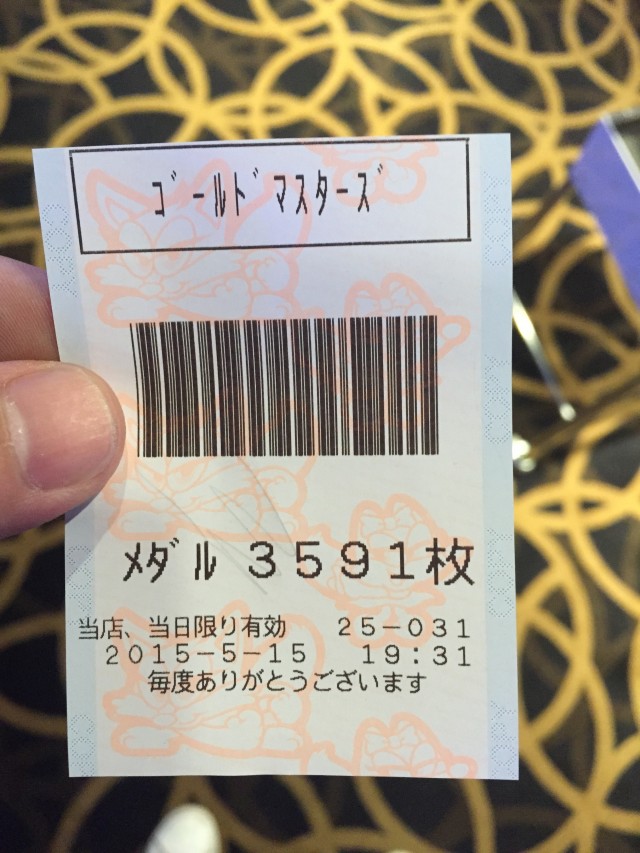 ゴールドマスターズ
メダル 3591枚
当店、当日限り有効 25-031
2015-5-15 19:31
毎度ありがとうございます